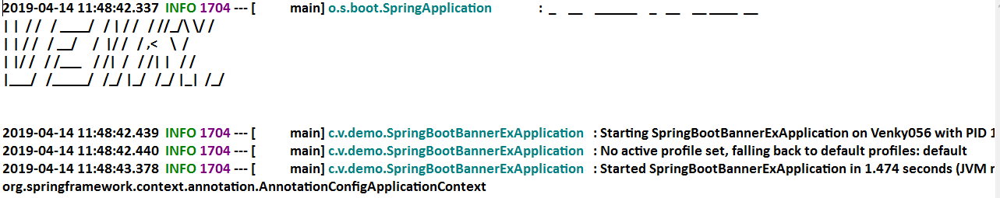 2019-04-14 11:48:42.337 INFO 1704 --- [ main] o.s.boot.SpringApplication : _ __ ______ _ __ __ ____ __
| | / / / ____/ / | / / / //_/\ \/ /
| | / / / __/ / |/ / / ,< \ /
| |/ / / /___ / /| / / /| | / /
|___/ /_____/ /_/ |_/ /_/ |_| /_/
2019-04-14 11:48:42.439 INFO 1704 --- [ main] c.v.demo.SpringBootBannerExApplication : Starting SpringBootBannerExApplication on Venky056 with PID 1
2019-04-14 11:48:42.440 INFO 1704 --- [ main] c.v.demo.SpringBootBannerExApplication : No active profile set, falling back to default profiles: default
2019-04-14 11:48:43.378 INFO 1704 --- [ main] c.v.demo.SpringBootBannerExApplication : Started SpringBootBannerExApplication in 1.474 seconds (JVM r
org.springframework.context.annotation.AnnotationConfigApplicationContext